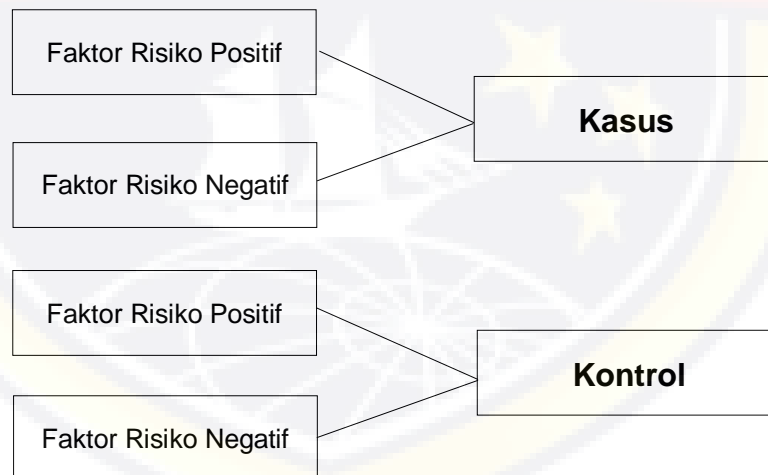 Faktor Risiko Positif
Kasus
Faktor Risiko Negatif
Faktor Risiko Positif
Kontrol
Faktor Risiko Negatif